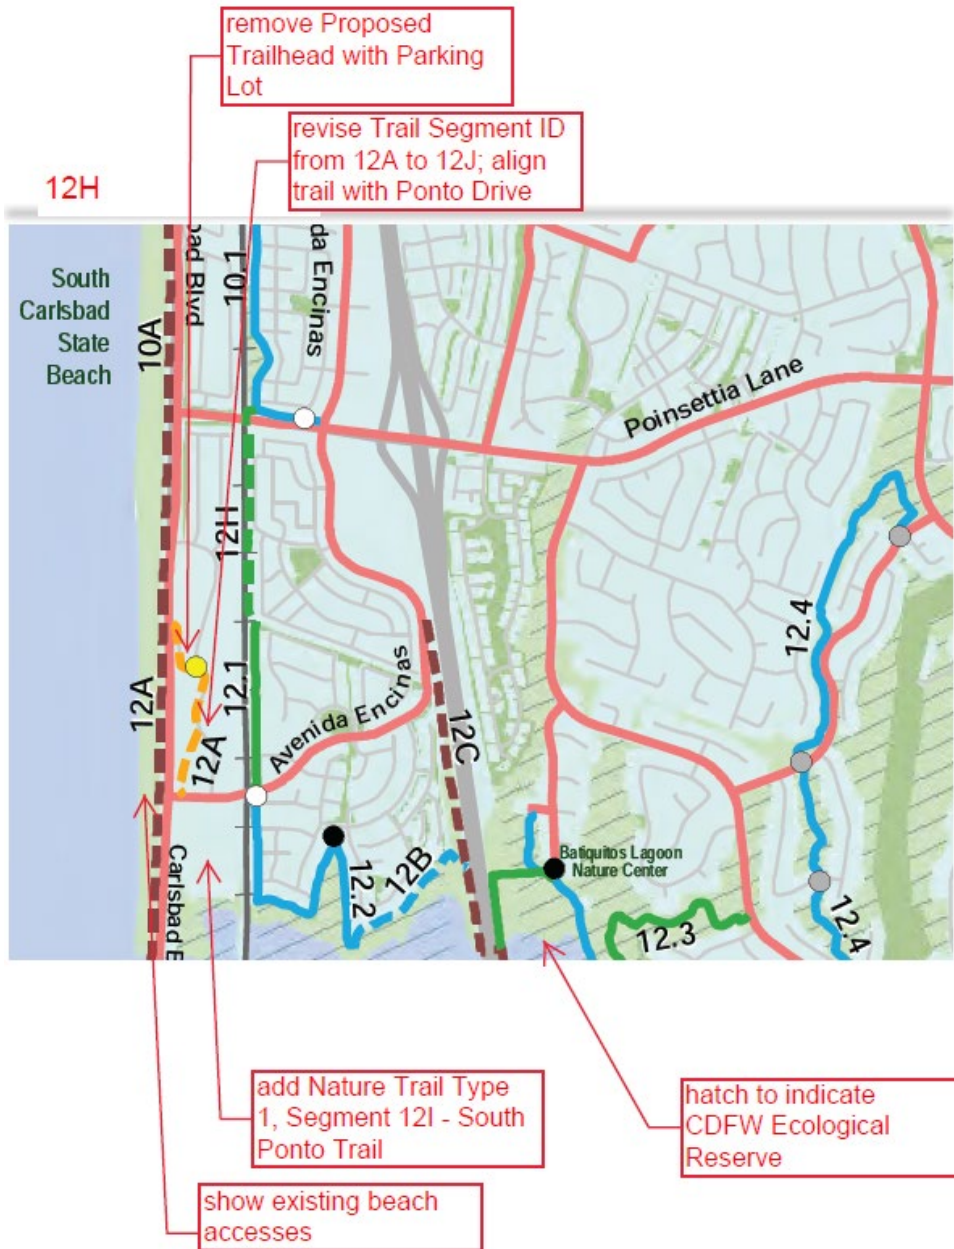 remove Proposed
Trailhead with Parking
Lot
revise Trail Segment ID
from 12A to 12J; align
trail with Ponto Drive
12H
South
Carlsbad
State
Beach
10A
bad Blvd
10.1
da Encinas
Poinsettia Lane
12H
12.4
12A
12A
12.1
Avenida Encinas
12C
Carlsbad B
12.2
12B
Batiquitos Lagoon
Nature Center
12.3
12.4
add Nature Trail Type
1, Segment 12I - South
Ponto Trail
hatch to indicate
CDFW Ecological
Reserve
show existing beach
accesses